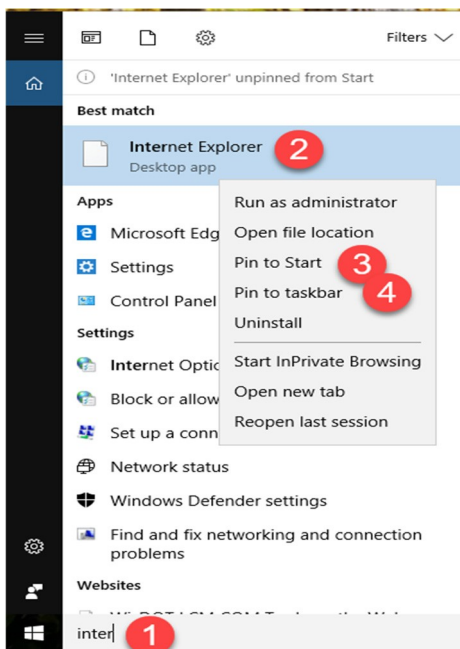 Filters
'Internet Explorer' unpinned from Start
Best match
Internet Explorer
2
Desktop app
Apps
Run as administrator
Microsoft Edg
Open file location
Settings
Pin to Start
3
Control Panel
Pin to taskbar
4
Settings
Uninstall
Internet Optic
Start InPrivate Browsing
Block or allow
Open new tab
Set up a conn
Reopen last session
Network status
Windows Defender settings
Find and fix networking and connection
problems
Websites
inter
1